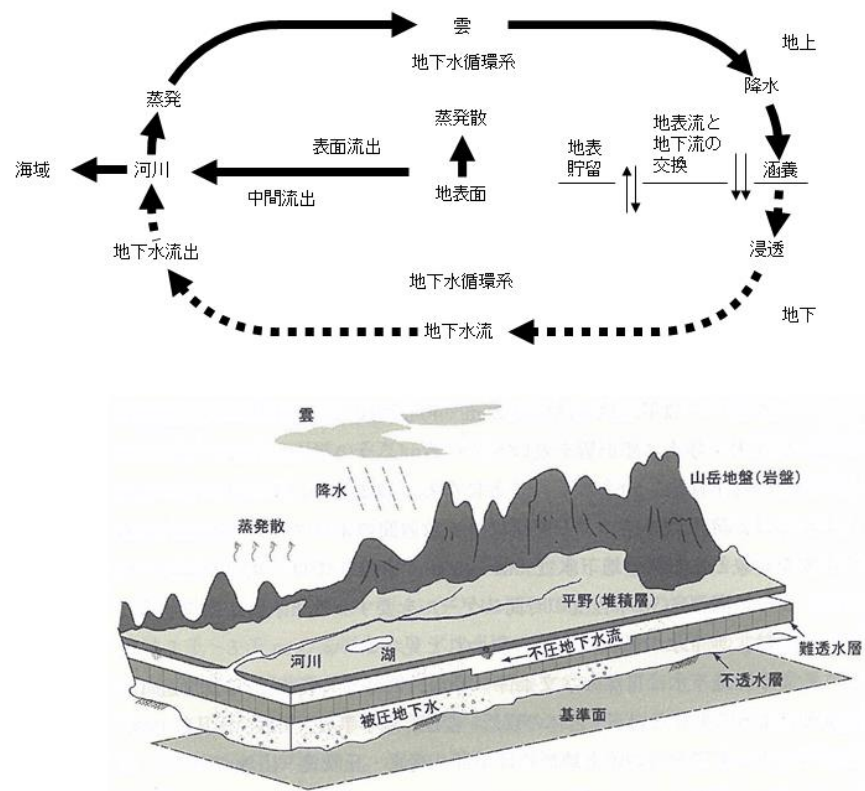 雲
地上
地下水循環系
蒸発
降水
蒸発散
地表流と
地下流の
交換
表面流出
地表
貯留
海域
河川
涵養
中間流出
地表面
地下水流出
浸透
地下水循環系
地下
地下水流
雲
山岳地盤(岩盤)
降水
蒸発散
平野(堆積層)
河川
湖
不圧地下水流
難透水層
不透水層
被圧地下水
基準面